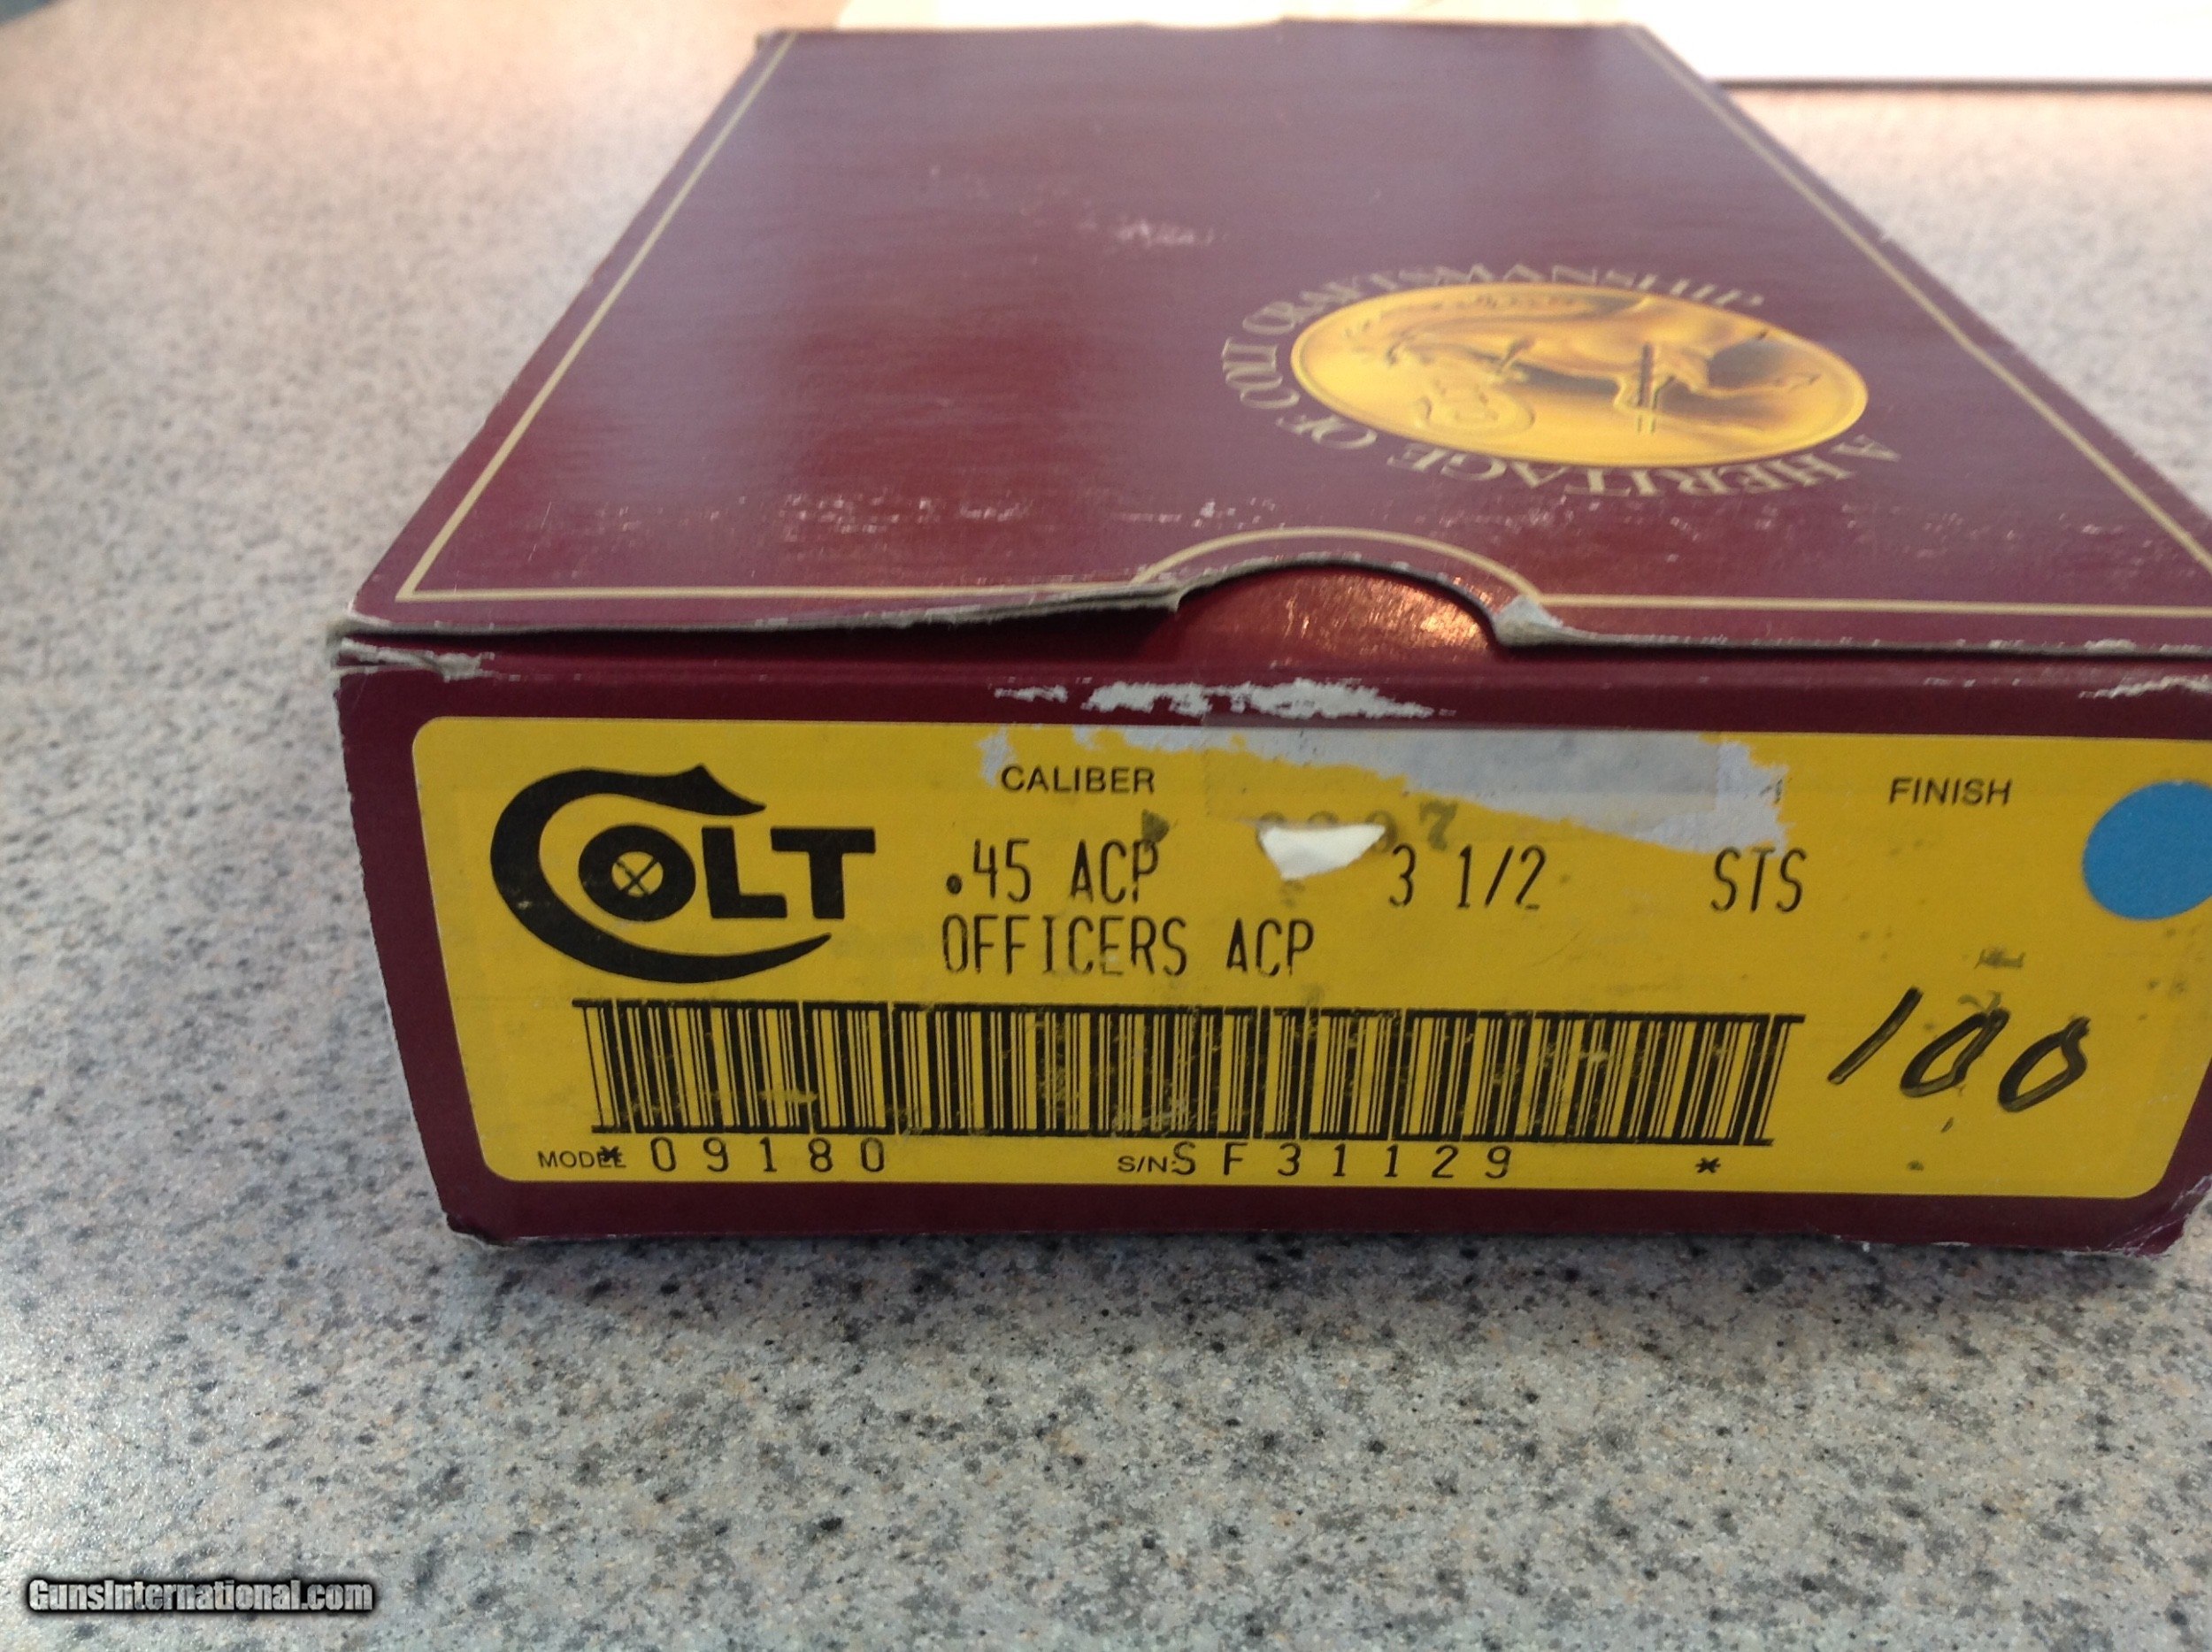 A HERITAGE OF COLT CRAFTSMANSHIP
COLT
COLT
CALIBER
FINISH
.45 ACP 3 1/2 STS
OFFICERS ACP
100
MODEL *09180 S/N: SF31129 *
GunsInternational.com